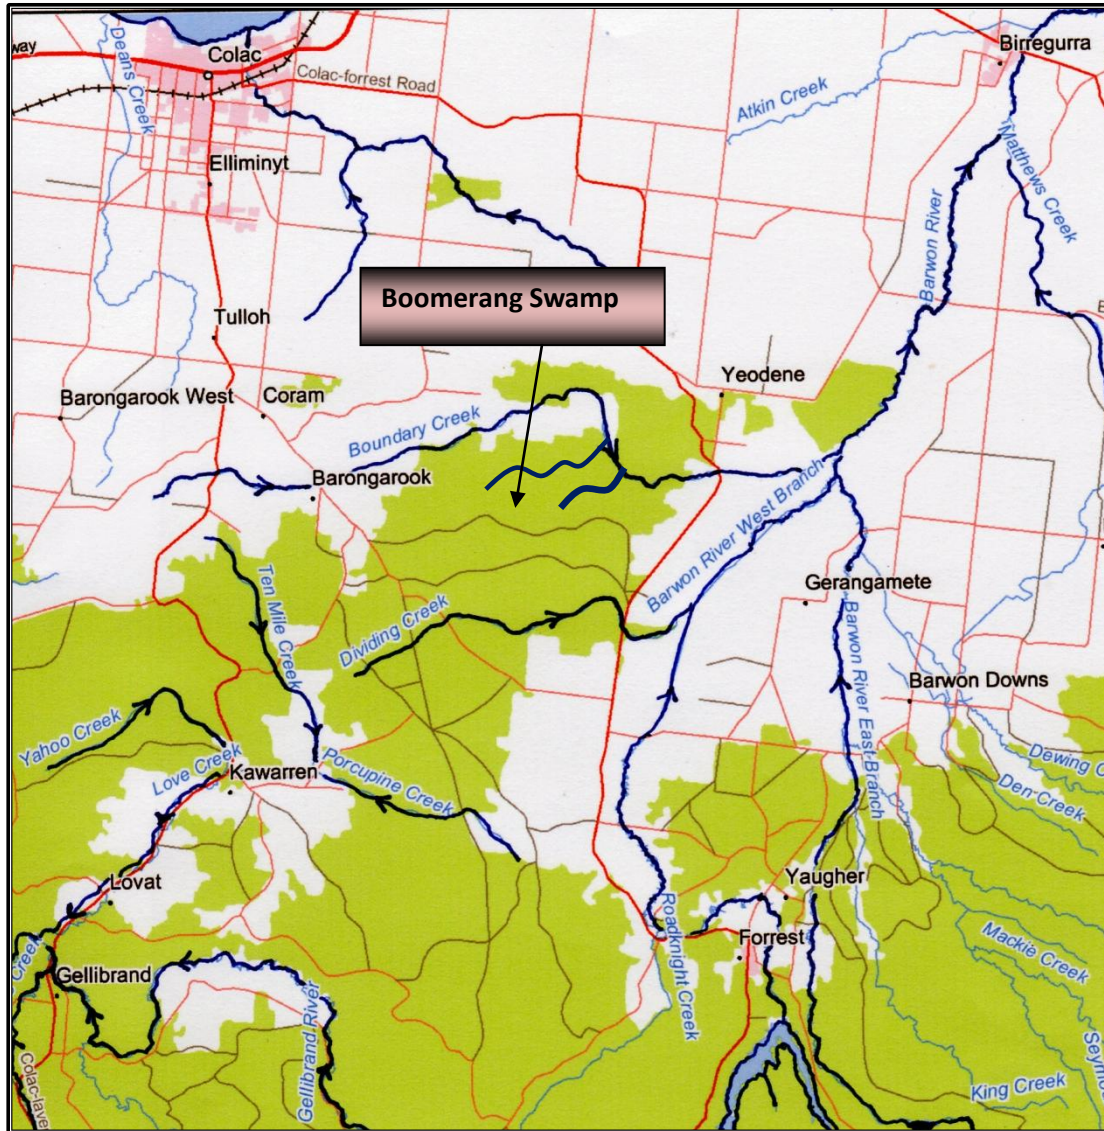 way
Colac
Birregurra
Colac-forrest Road
Deans Creek
Atkin Creek
Elliminyt
Matthews Creek
Barwon River
Boomerang Swamp
Tulloh
Yeodene
Barongarook West
Coram
Boundary Creek
Barongarook
Barwon River West Branch
Gerangamete
Ten Mile Creek
Dividing Creek
Barwon River East Branch
Barwon Downs
Yahoo Creek
Love Creek
Kawarren
Porcupine Creek
Dewing C
Den Creek
Lovat
Yaugher
Roadknight Creek
Forrest
Mackie Creek
Creek
Gellibrand
Gellibrand River
Seymou
King Creek
Colac-laver